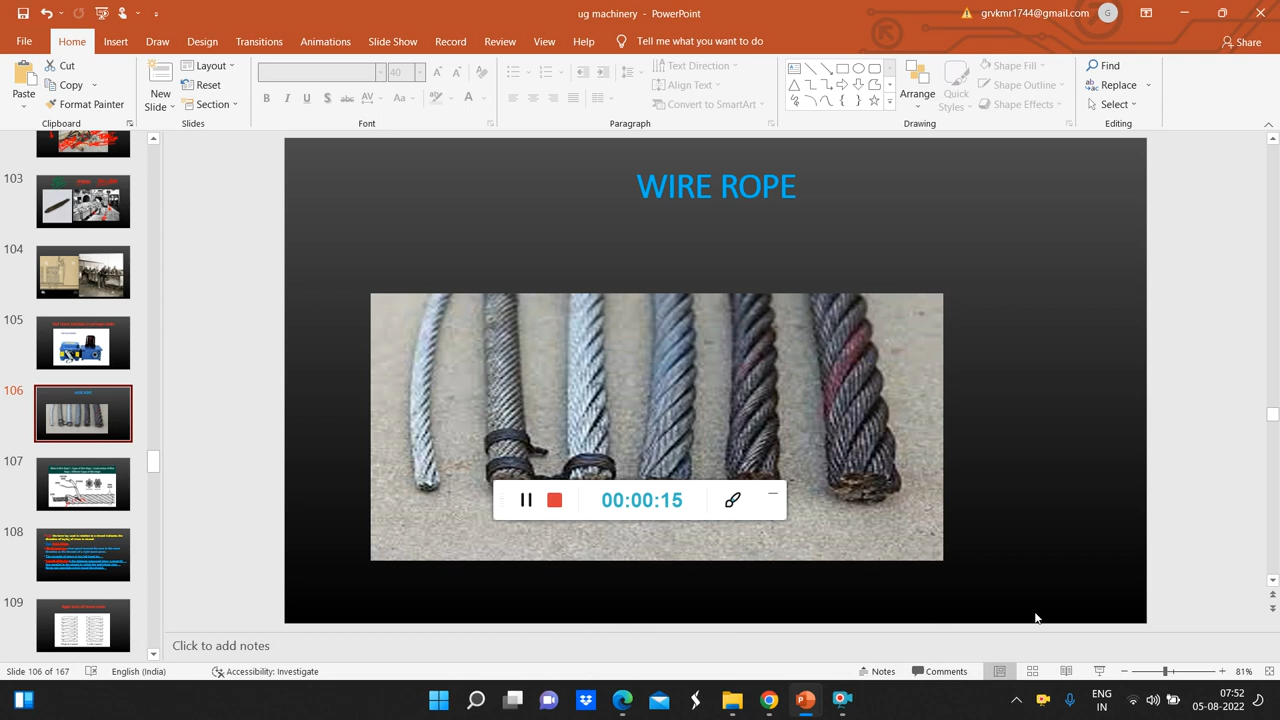 ug machinery - PowerPoint
grvkmr1744@gmail.com
G
File
Home
Insert
Draw
Design
Transitions
Animations
Slide Show
Record
Review
View
Help
Tell me what you want to do
Share
Paste
Cut
Copy
Format Painter
Clipboard
New
Slide
Layout
Reset
Section
Slides
40
Font
Text Direction
Align Text
Convert to SmartArt
Paragraph
Arrange
Quick
Styles
Shape Fill
Shape Outline
Shape Effects
Drawing
Find
Replace
Select
Editing
103
104
105
106
107
108
109
WIRE ROPE
00:00:15
Click to add notes
Slide 106 of 167
English (India)
Accessibility: Investigate
Notes
Comments
81%
ENG
IN
07:52